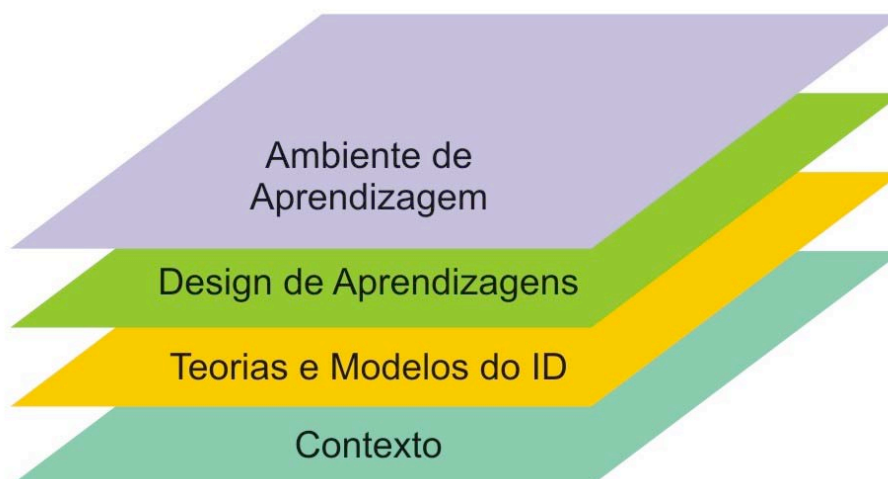 Ambiente de
Aprendizagem
Design de Aprendizagens
Teorias e Modelos do ID
Contexto